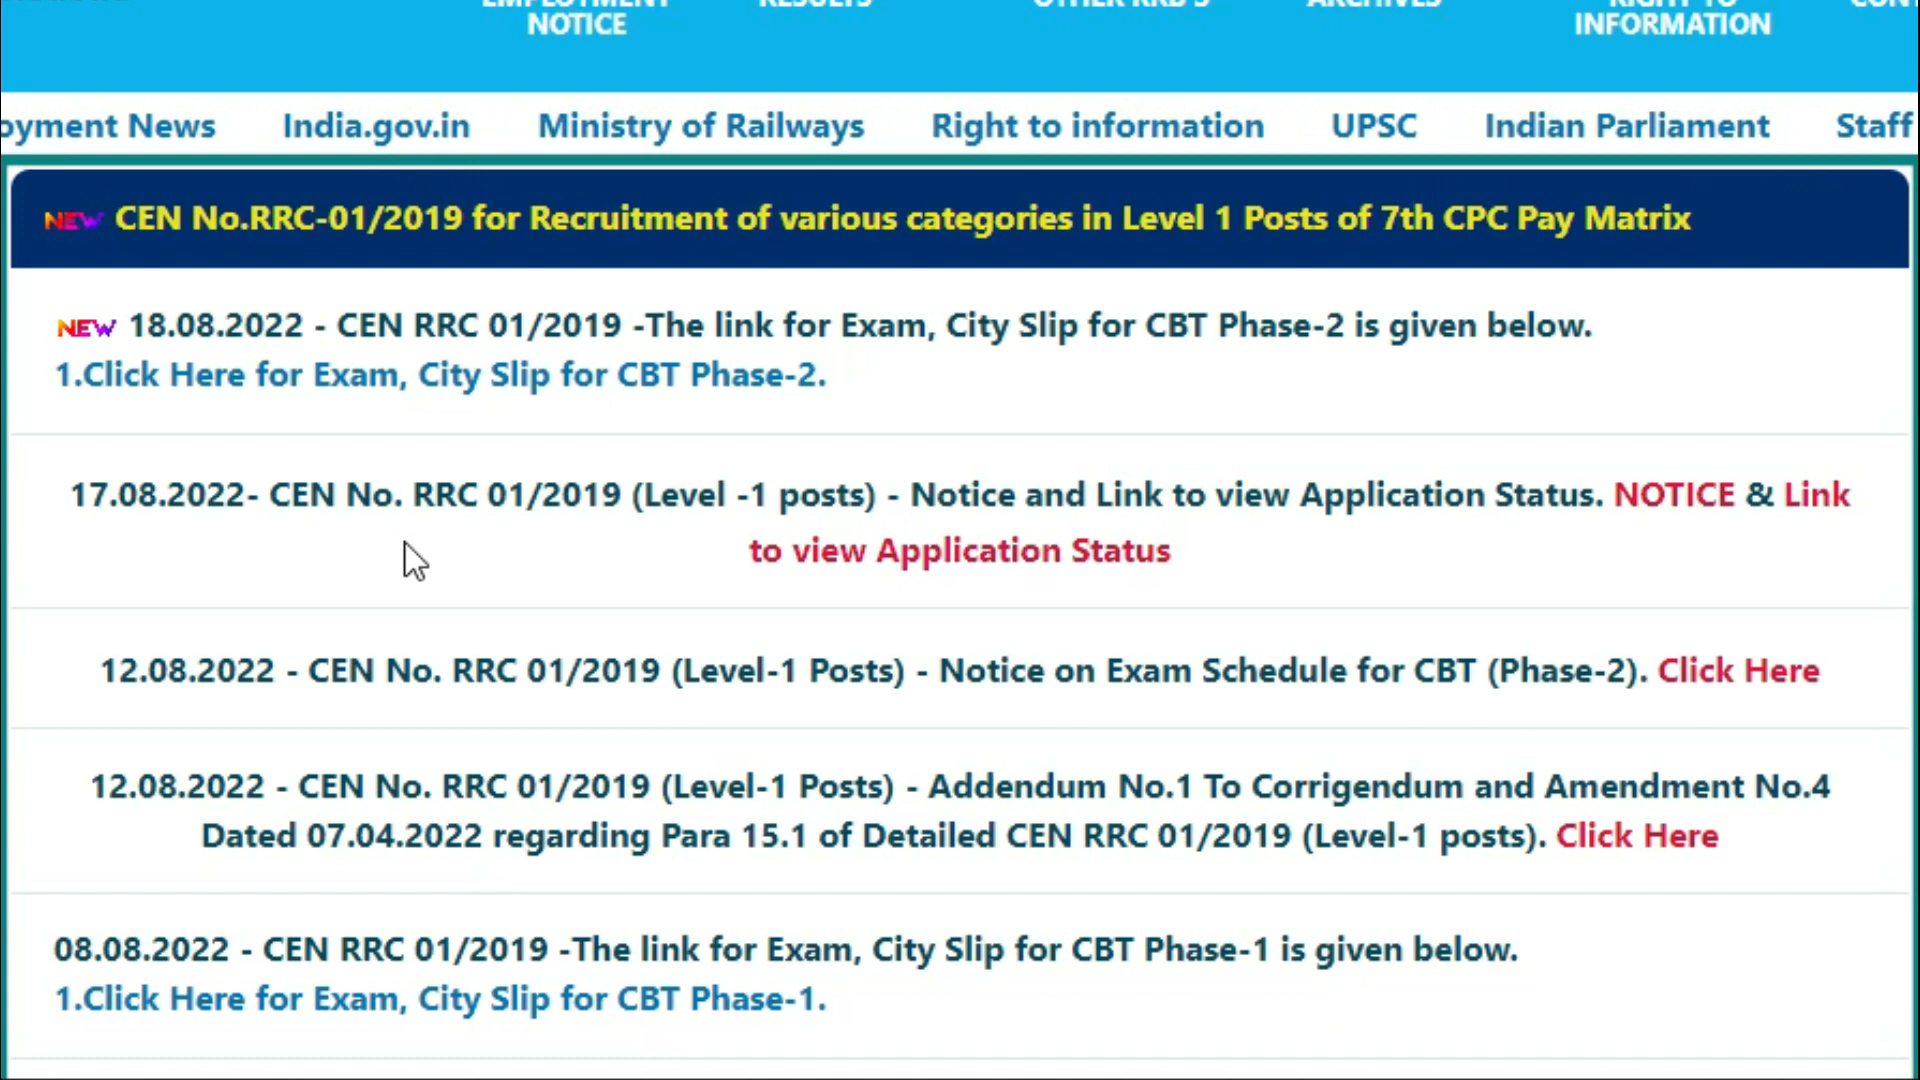 NOTICE
INFORMATION
oyment News India.gov.in Ministry of Railways Right to information UPSC Indian Parliament Staff
NEW CEN No.RRC-01/2019 for Recruitment of various categories in Level 1 Posts of 7th CPC Pay Matrix
NEW 18.08.2022 - CEN RRC 01/2019 -The link for Exam, City Slip for CBT Phase-2 is given below.
1.Click Here for Exam, City Slip for CBT Phase-2.
17.08.2022- CEN No. RRC 01/2019 (Level -1 posts) - Notice and Link to view Application Status. NOTICE & Link
to view Application Status
12.08.2022 - CEN No. RRC 01/2019 (Level-1 Posts) - Notice on Exam Schedule for CBT (Phase-2). Click Here
12.08.2022 - CEN No. RRC 01/2019 (Level-1 Posts) - Addendum No.1 To Corrigendum and Amendment No.4
Dated 07.04.2022 regarding Para 15.1 of Detailed CEN RRC 01/2019 (Level-1 posts). Click Here
08.08.2022 - CEN RRC 01/2019 -The link for Exam, City Slip for CBT Phase-1 is given below.
1.Click Here for Exam, City Slip for CBT Phase-1.